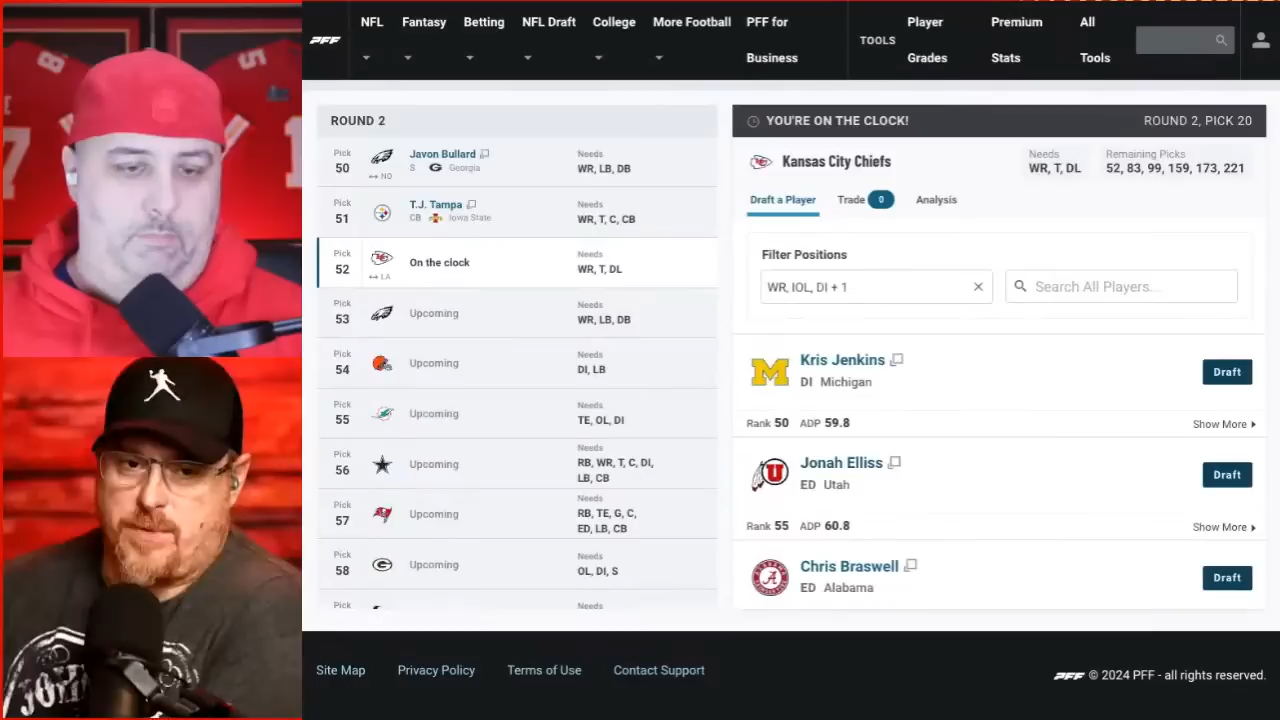 PFF
NFL
Fantasy
Betting
NFL Draft
College
More Football
PFF for
Business
TOOLS
Player
Grades
Premium
Stats
All
Tools
ROUND 2
Pick
50
↔ NO
Javon Bullard
S G Georgia
Needs
WR, LB, DB
Pick
51
T.J. Tampa
CB Iowa State
Needs
WR, T, C, CB
Pick
52
↔ LA
On the clock
Needs
WR, T, DL
Pick
53
Upcoming
Needs
WR, LB, DB
Pick
54
Upcoming
Needs
DI, LB
Pick
55
Upcoming
Needs
TE, OL, DI
Pick
56
Upcoming
Needs
RB, WR, T, C, DI,
LB, CB
Pick
57
Upcoming
Needs
RB, TE, G, C,
ED, LB, CB
Pick
58
Upcoming
Needs
OL, DI, S
Pick
Needs
YOU'RE ON THE CLOCK!
ROUND 2, PICK 20
Kansas City Chiefs
Needs
WR, T, DL
Remaining Picks
52, 83, 99, 159, 173, 221
Draft a Player
Trade 0
Analysis
Filter Positions
WR, IOL, DI + 1
Search All Players...
Kris Jenkins
DI Michigan
Draft
Rank 50 ADP 59.8
Show More
Jonah Elliss
ED Utah
Draft
Rank 55 ADP 60.8
Show More
Chris Braswell
ED Alabama
Draft
Site Map
Privacy Policy
Terms of Use
Contact Support
PFF © 2024 PFF - all rights reserved.